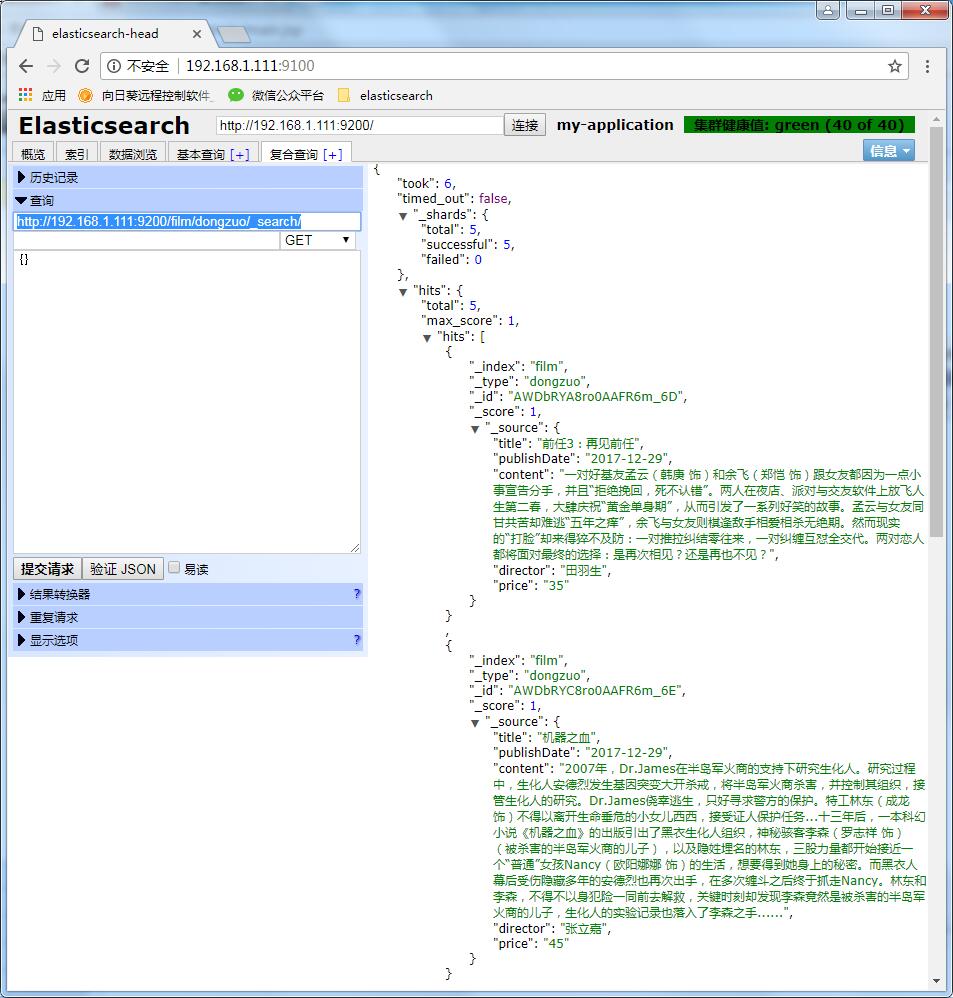 elasticsearch-head
不安全 192.168.1.111:9100
应用 向日葵远程控制软件 微信公众平台 elasticsearch
Elasticsearch http://192.168.1.111:9200/ 连接 my-application 集群健康值: green (40 of 40)
概览 索引 数据浏览 基本查询 [+] 复合查询 [+] 信息
历史记录
查询
http://192.168.1.111:9200/film/dongzuo/_search/
GET
{}
提交请求 验证 JSON 易读
结果转换器 ?
重复请求
显示选项 ?
{
"took": 6,
"timed_out": false,
"_shards": {
"total": 5,
"successful": 5,
"failed": 0
},
"hits": {
"total": 5,
"max_score": 1,
"hits": [
{
"_index": "film",
"_type": "dongzuo",
"_id": "AWDbRYA8ro0AAFR6m_6D",
"_score": 1,
"_source": {
"title": "前任3：再见前任",
"publishDate": "2017-12-29",
"content": "一对好基友孟云（韩庚 饰）和余飞（郑恺 饰）跟女友都因为一点小
事宣告分手，并且“拒绝挽回，死不认错”。两人在夜店、派对与交友软件上放飞人
生第二春，大肆庆祝“黄金单身期”，从而引发了一系列好笑的故事。孟云与女友同
甘共苦却难逃“五年之痒”，余飞与女友则棋逢敌手相爱相杀无绝期。然而现实
的“打脸”却来得猝不及防：一对推拉纠结零往来，一对纠缠互怼全交代。两对恋人
都将面对最终的选择：是再次相见？还是再也不见？",
"director": "田羽生",
"price": "35"
}
}
,
{
"_index": "film",
"_type": "dongzuo",
"_id": "AWDbRYC8ro0AAFR6m_6E",
"_score": 1,
"_source": {
"title": "机器之血",
"publishDate": "2017-12-29",
"content": "2007年，Dr.James在半岛军火商的支持下研究生化人。研究过程
中，生化人安德烈发生基因突变大开杀戒，将半岛军火商杀害，并控制其组织，接
管生化人的研究。Dr.James侥幸逃生，只好寻求警方的保护。特工林东（成龙
饰）不得以离开生命垂危的小女儿西西，接受证人保护任务...十三年后，一本科幻
小说《机器之血》的出版引出了黑衣生化人组织，神秘骇客李森（罗志祥 饰）
（被杀害的半岛军火商的儿子），以及隐姓埋名的林东，三股力量都开始接近一
个“普通”女孩Nancy（欧阳娜娜 饰）的生活，想要得到她身上的秘密。而黑衣人
幕后受伤隐藏多年的安德烈也再次出手，在多次缠斗之后终于抓走Nancy。林东和
李森，不得不以身犯险一同前去解救，关键时刻却发现李森竟然是被杀害的半岛军
火商的儿子，生化人的实验记录也落入了李森之手......",
"director": "张立嘉",
"price": "45"
}
}